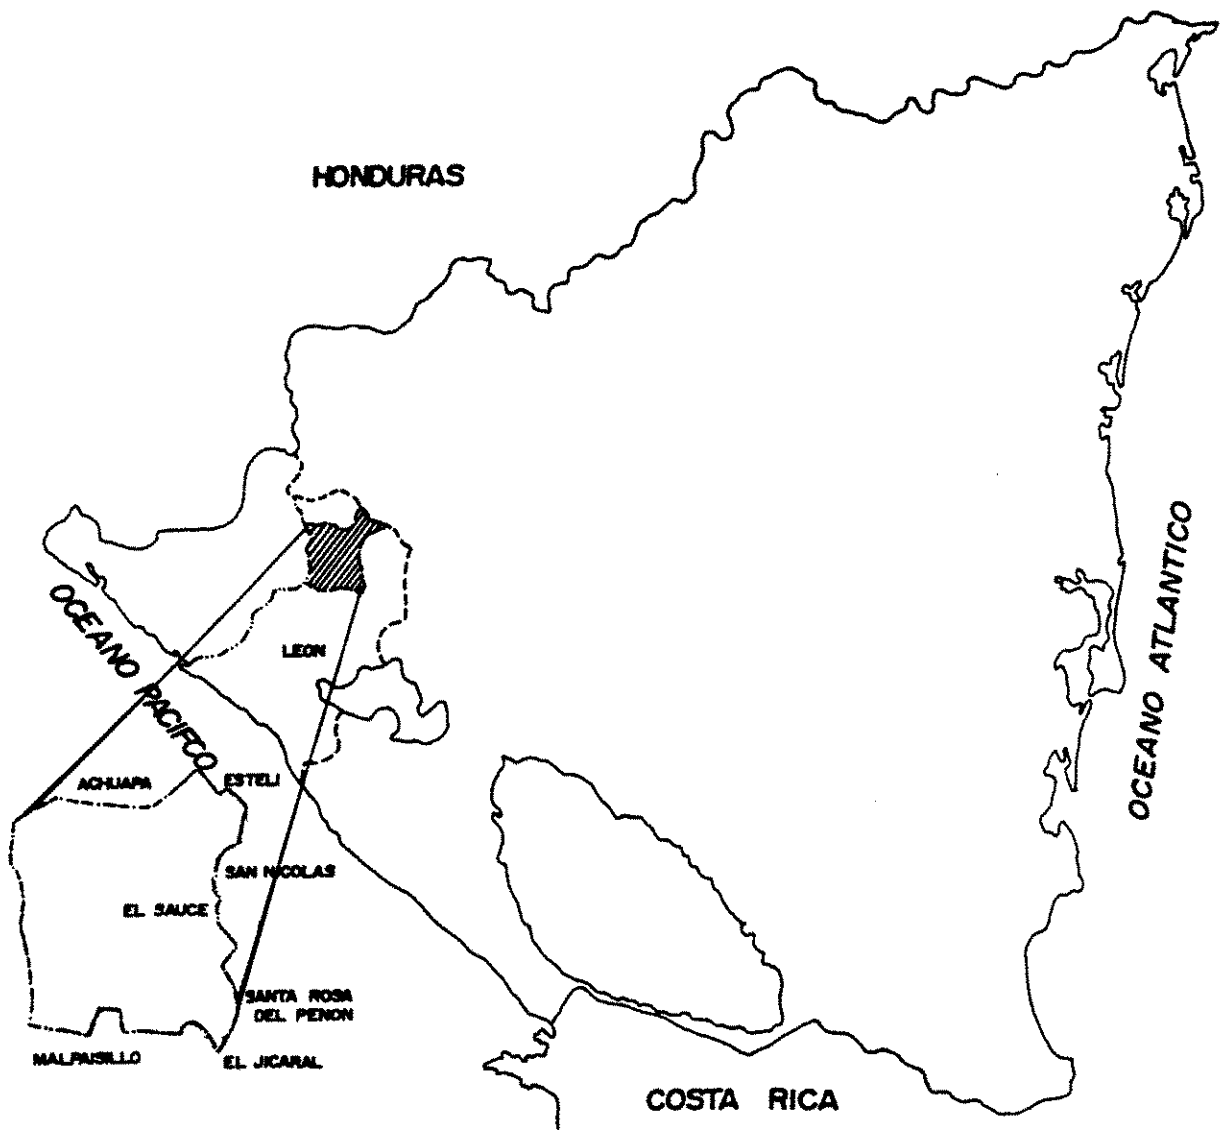 HONDURAS
OCEANO ATLANTICO
OCEANO PACIFCO
LEON
ACHUAPA
ESTELI
SAN NICOLAS
EL SAUCE
SANTA ROSA
DEL PENON
MALPAISILLO
EL JICARAL
COSTA RICA